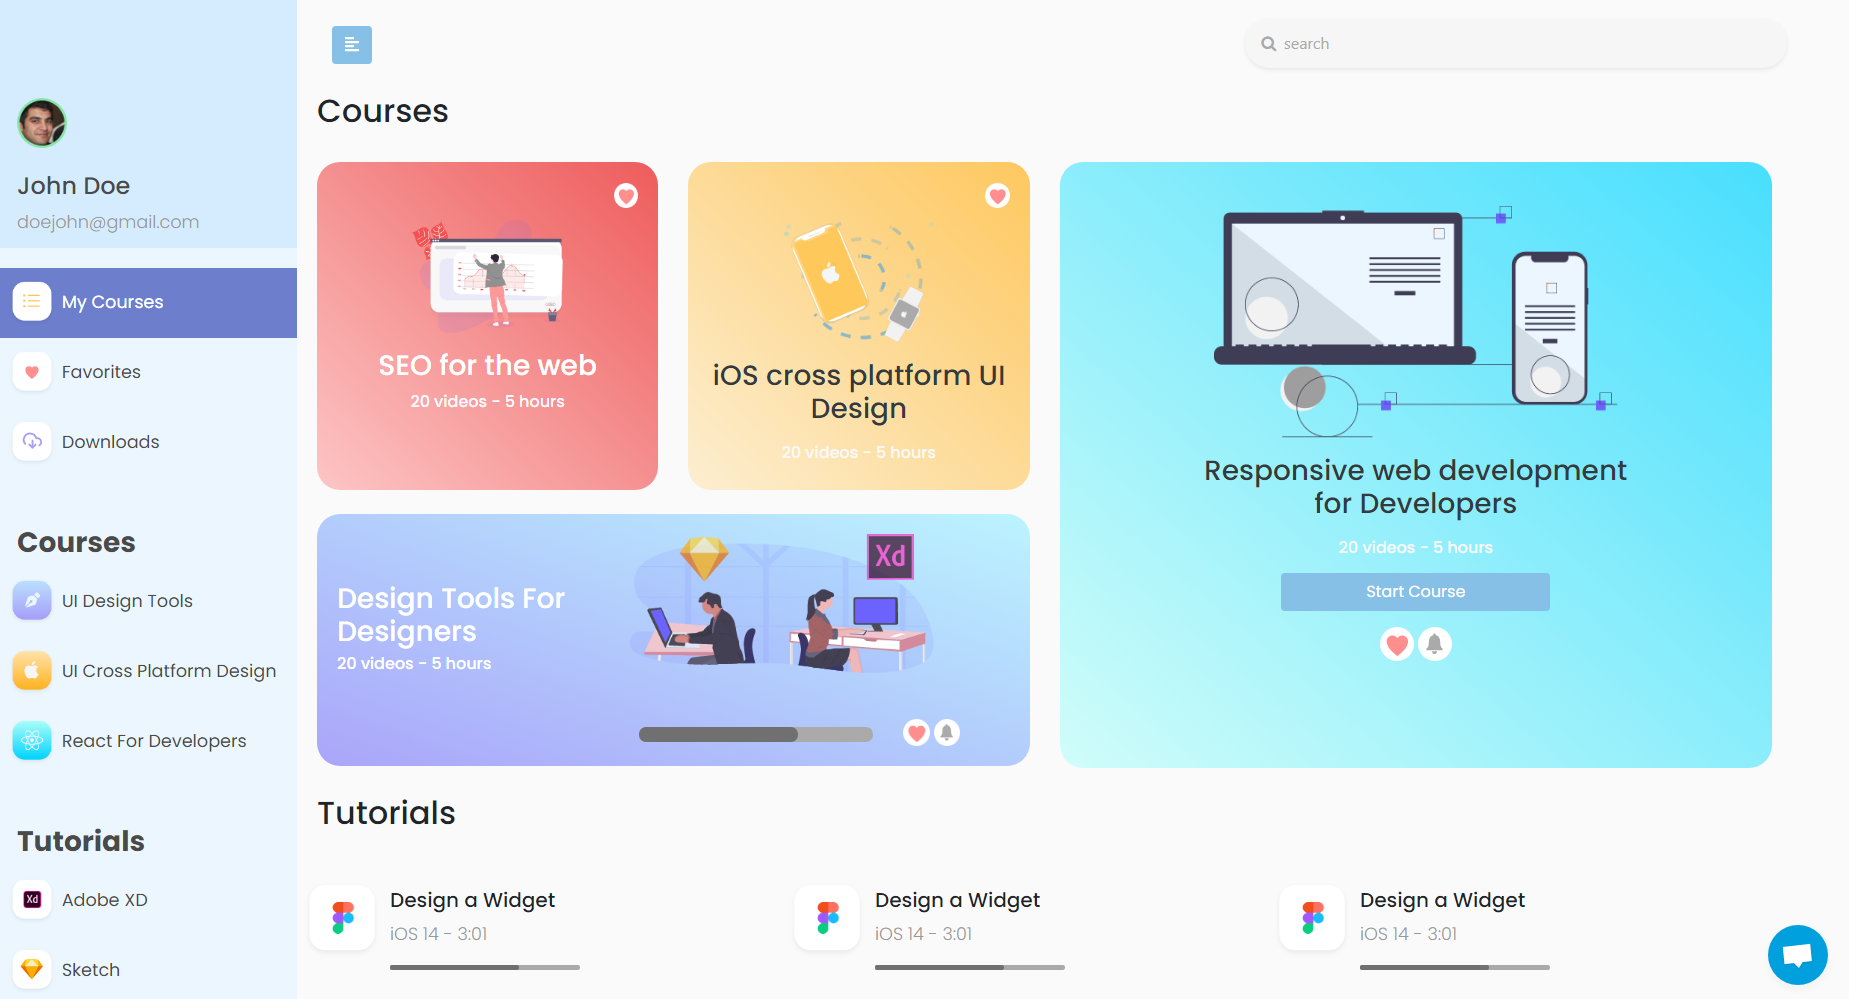 John Doe
doejohn@gmail.com
My Courses
Favorites
Downloads
Courses
UI Design Tools
UI Cross Platform Design
React For Developers
Tutorials
Xd
Adobe XD
Sketch
search
Courses
SEO for the web
20 videos - 5 hours
iOS cross platform UI
Design
20 videos - 5 hours
Responsive web development
for Developers
20 videos - 5 hours
Start Course
Xd
Design Tools For
Designers
20 videos - 5 hours
Tutorials
Design a Widget
iOS 14 - 3:01
Design a Widget
iOS 14 - 3:01
Design a Widget
iOS 14 - 3:01